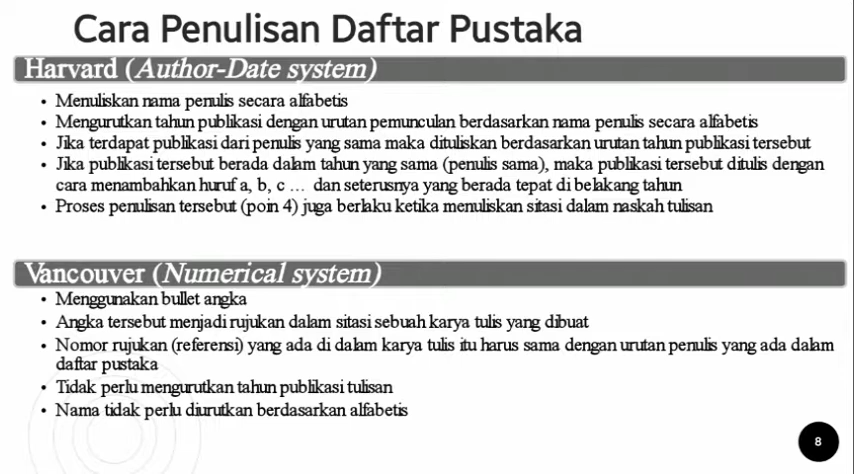 Cara Penulisan Daftar Pustaka
Harvard (Author-Date system)
• Menuliskan nama penulis secara alfabetis
• Mengurutkan tahun publikasi dengan urutan pemunculan berdasarkan nama penulis secara alfabetis
• Jika terdapat publikasi dari penulis yang sama maka dituliskan berdasarkan urutan tahun publikasi tersebut
• Jika publikasi tersebut berada dalam tahun yang sama (penulis sama), maka publikasi tersebut ditulis dengan
cara menambahkan huruf a, b, c … dan seterusnya yang berada tepat di belakang tahun
• Proses penulisan tersebut (poin 4) juga berlaku ketika menuliskan sitasi dalam naskah tulisan
Vancouver (Numerical system)
• Menggunakan bullet angka
• Angka tersebut menjadi rujukan dalam sitasi sebuah karya tulis yang dibuat
• Nomor rujukan (referensi) yang ada di dalam karya tulis itu harus sama dengan urutan penulis yang ada dalam
daftar pustaka
• Tidak perlu mengurutkan tahun publikasi tulisan
• Nama tidak perlu diurutkan berdasarkan alfabetis
8